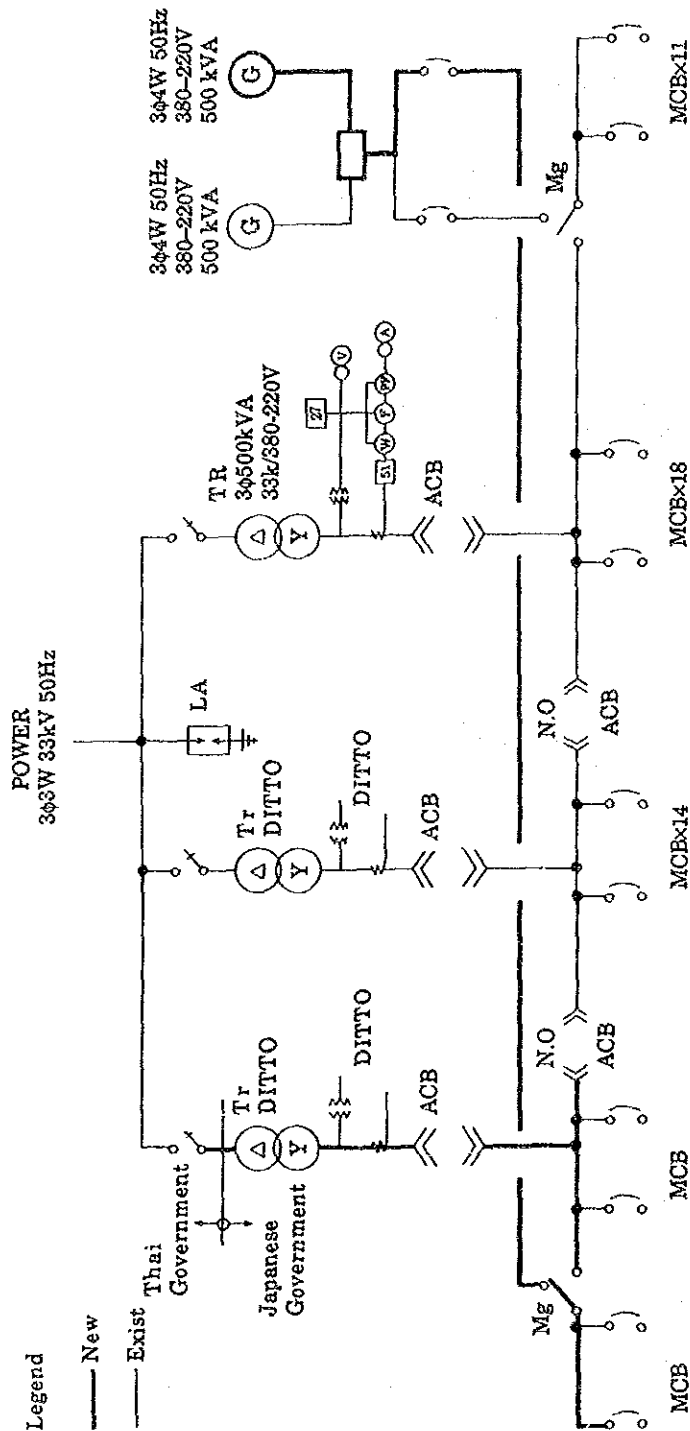 Legend
New
Exist
POWER
3φ3W 33kV 50Hz
LA
Thai
Government
Japanese
Government
Tr
DITTO
Δ
Y
DITTO
ACB
Tr
DITTO
Δ
Y
DITTO
ACB
TR
3φ500kVA
33k/380-220V
Δ
Y
27
V
51
W
F
PF
A
ACB
3φ4W 50Hz
380-220V
500 kVA
G
3φ4W 50Hz
380-220V
500 kVA
G
Mg
N.O
ACB
N.O
ACB
Mg
MCB
MCB
MCB×14
MCB×18
MCB×11